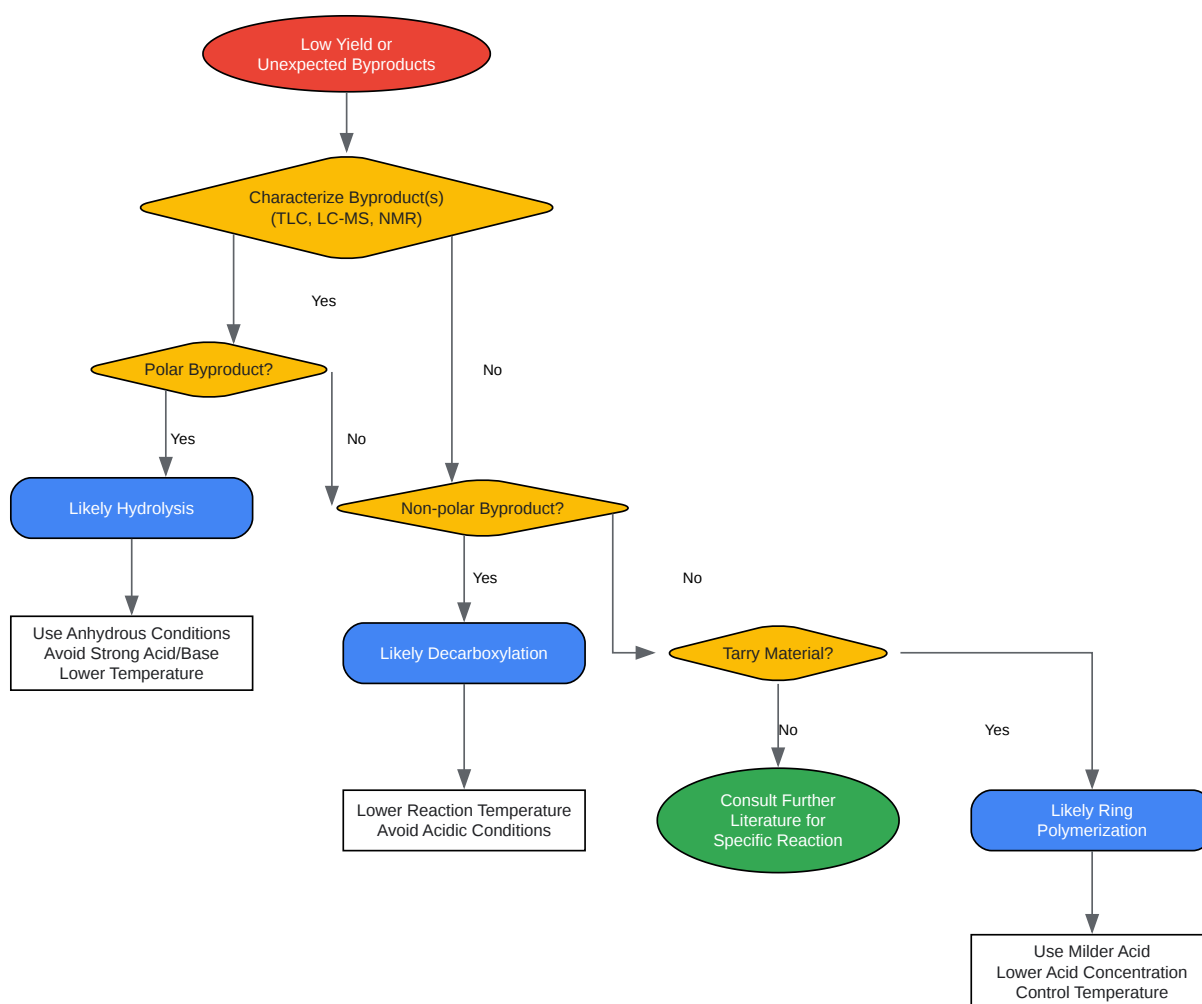 Low Yield or
Unexpected Byproducts
Characterize Byproduct(s)
(TLC, LC-MS, NMR)
Yes
No
Polar Byproduct?
Yes
No
Likely Hydrolysis
Non-polar Byproduct?
Use Anhydrous Conditions
Avoid Strong Acid/Base
Lower Temperature
Yes
No
Likely Decarboxylation
Tarry Material?
No
Yes
Lower Reaction Temperature
Avoid Acidic Conditions
Consult Further
Literature for
Specific Reaction
Likely Ring
Polymerization
Use Milder Acid
Lower Acid Concentration
Control Temperature